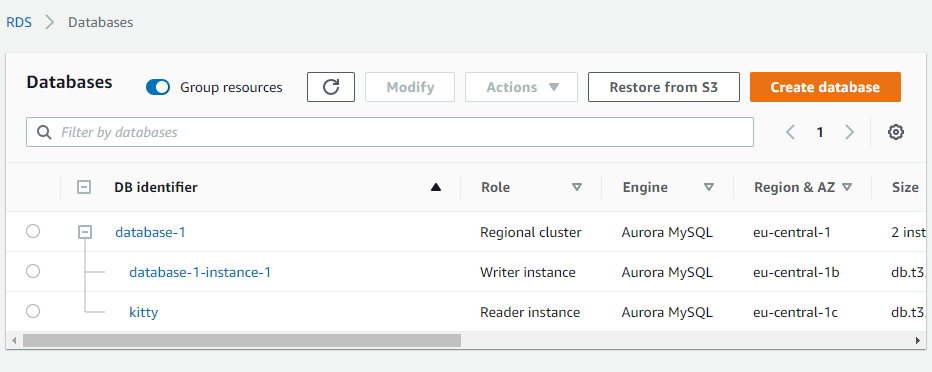 RDS > Databases
Databases Group resources Modify Actions Restore from S3 Create database
Filter by databases 1
DB identifier Role Engine Region & AZ Size
database-1 Regional cluster Aurora MySQL eu-central-1 2 inst
database-1-instance-1 Writer instance Aurora MySQL eu-central-1b db.t3.
kitty Reader instance Aurora MySQL eu-central-1c db.t3.